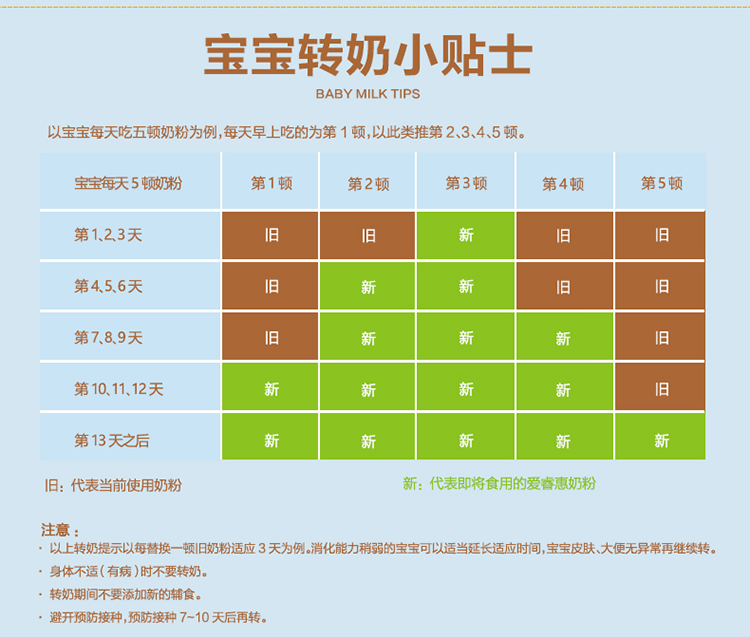 宝宝转奶小贴士
BABY MILK TIPS
以宝宝每天吃五顿奶粉为例,每天早上吃的为第1顿,以此类推第2、3、4、5顿。
宝宝每天5顿奶粉 第1顿 第2顿 第3顿 第4顿 第5顿
第1、2、3天 旧 旧 新 旧 旧
第4、5、6天 旧 新 新 旧 旧
第7、8、9天 旧 新 新 新 旧
第10、11、12天 新 新 新 新 旧
第13天之后 新 新 新 新 新
旧：代表当前使用奶粉 新：代表即将食用的爱睿惠奶粉
注意：
· 以上转奶提示以每替换一顿旧奶粉适应3天为例。消化能力稍弱的宝宝可以适当延长适应时间,宝宝皮肤、大便无异常再继续转。
· 身体不适(有病)时不要转奶。
· 转奶期间不要添加新的辅食。
· 避开预防接种,预防接种7~10天后再转。